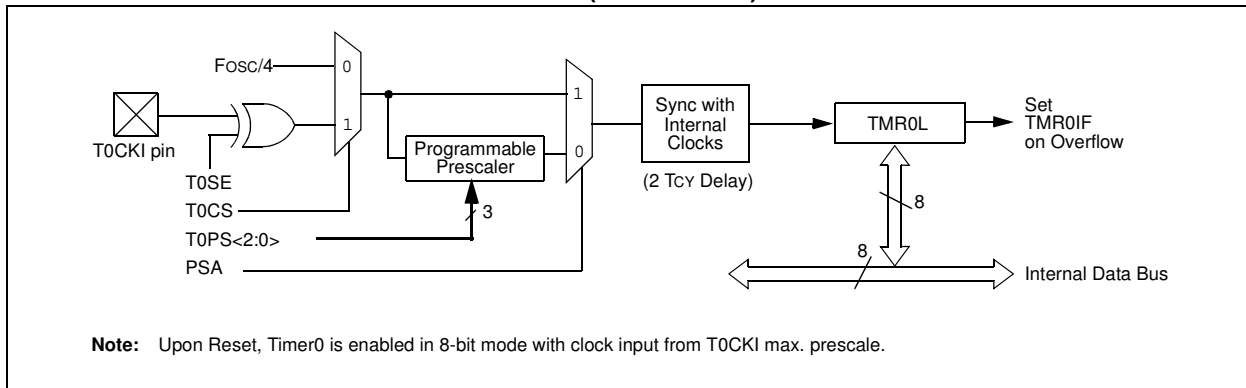 FOSC/4
0
1
T0CKI pin
T0SE
T0CS
T0PS<2:0>
PSA
Programmable
Prescaler
3
1
0
Sync with
Internal
Clocks
(2 TCY Delay)
TMR0L
Set
TMR0IF
on Overflow
8
8
Internal Data Bus
Note: Upon Reset, Timer0 is enabled in 8-bit mode with clock input from T0CKI max. prescale.